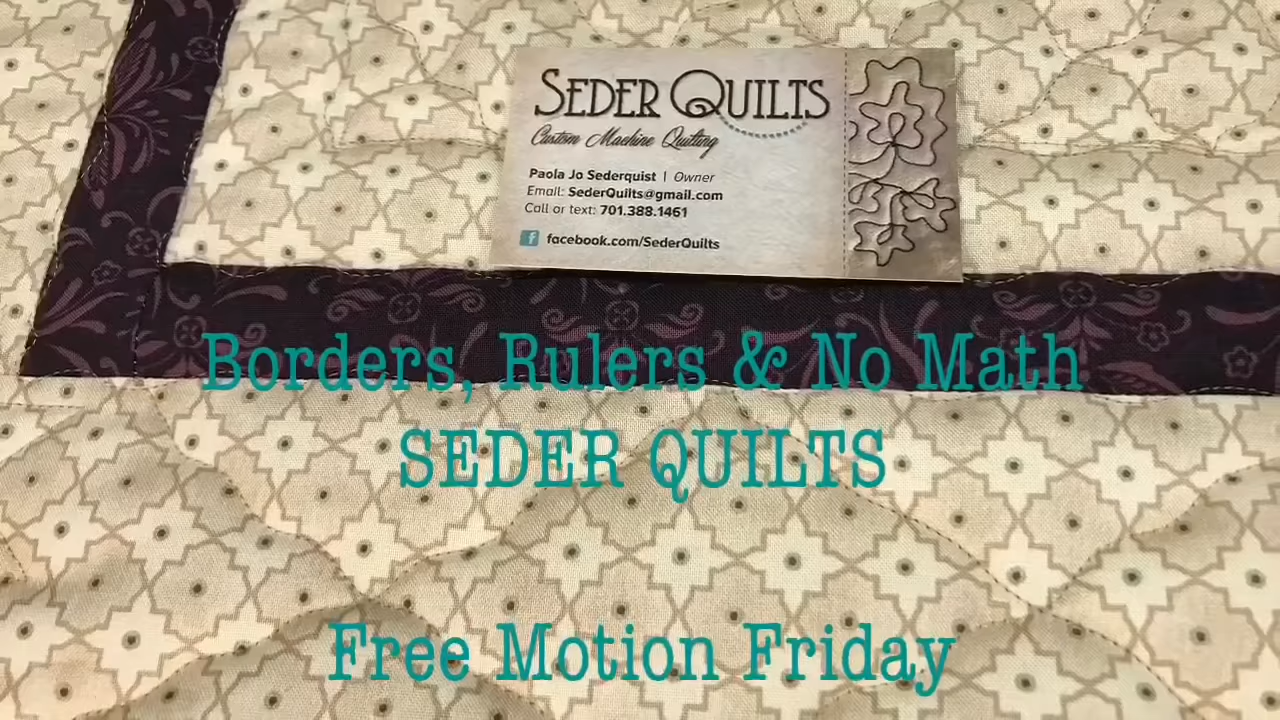 SEDER QUILTS
Custom Machine Quilting
Paola Jo Sederquist | Owner
Email: SederQuilts@gmail.com
Call or text: 701.388.1461
f facebook.com/SederQuilts
Borders, Rulers & No Math
SEDER QUILTS
Free Motion Friday